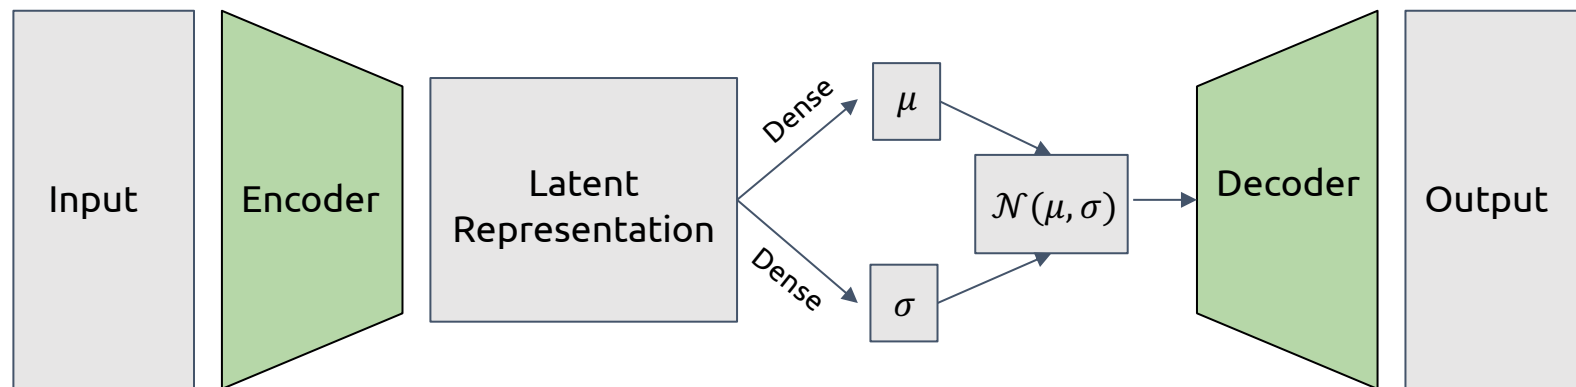 Input
Encoder
Latent
Representation
Dense
Dense
μ
σ
𝒩(μ, σ)
Decoder
Output